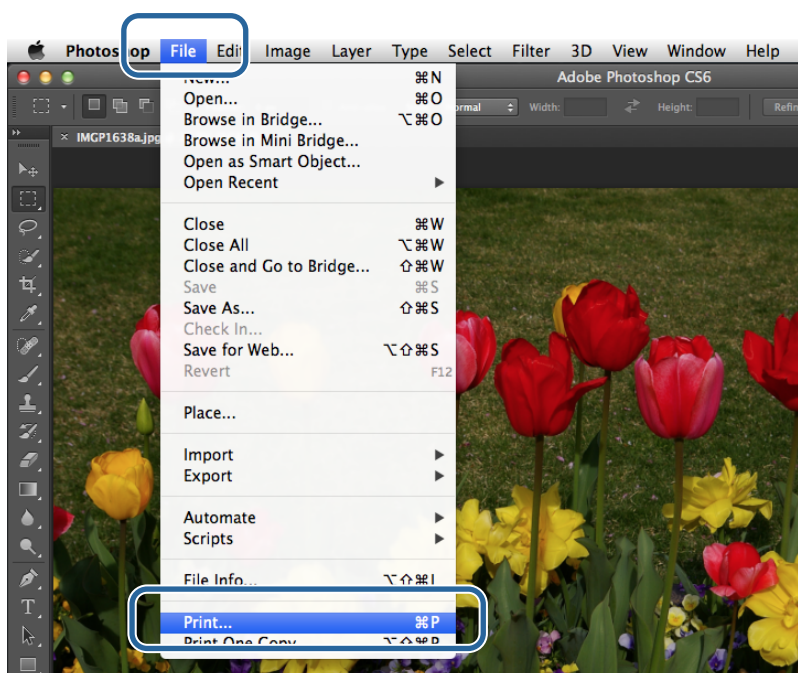 Photoshop File Edit Image Layer Type Select Filter 3D View Window Help
New... ⌘N
Adobe Photoshop CS6
Open... ⌘O
Width: Height: Refin
Browse in Bridge... ⌥⌘O
Browse in Mini Bridge...
× IMGP1638a.jpg
Open as Smart Object...
Open Recent ▶
Close ⌘W
Close All ⌥⌘W
Close and Go to Bridge... ⇧⌘W
Save ⌘S
Save As... ⇧⌘S
Check In...
Save for Web... ⌥⇧⌘S
Revert F12
Place...
Import ▶
Export ▶
Automate ▶
Scripts ▶
File Info... ⌥⇧⌘I
Print... ⌘P
Print One Copy ⌥⇧⌘P